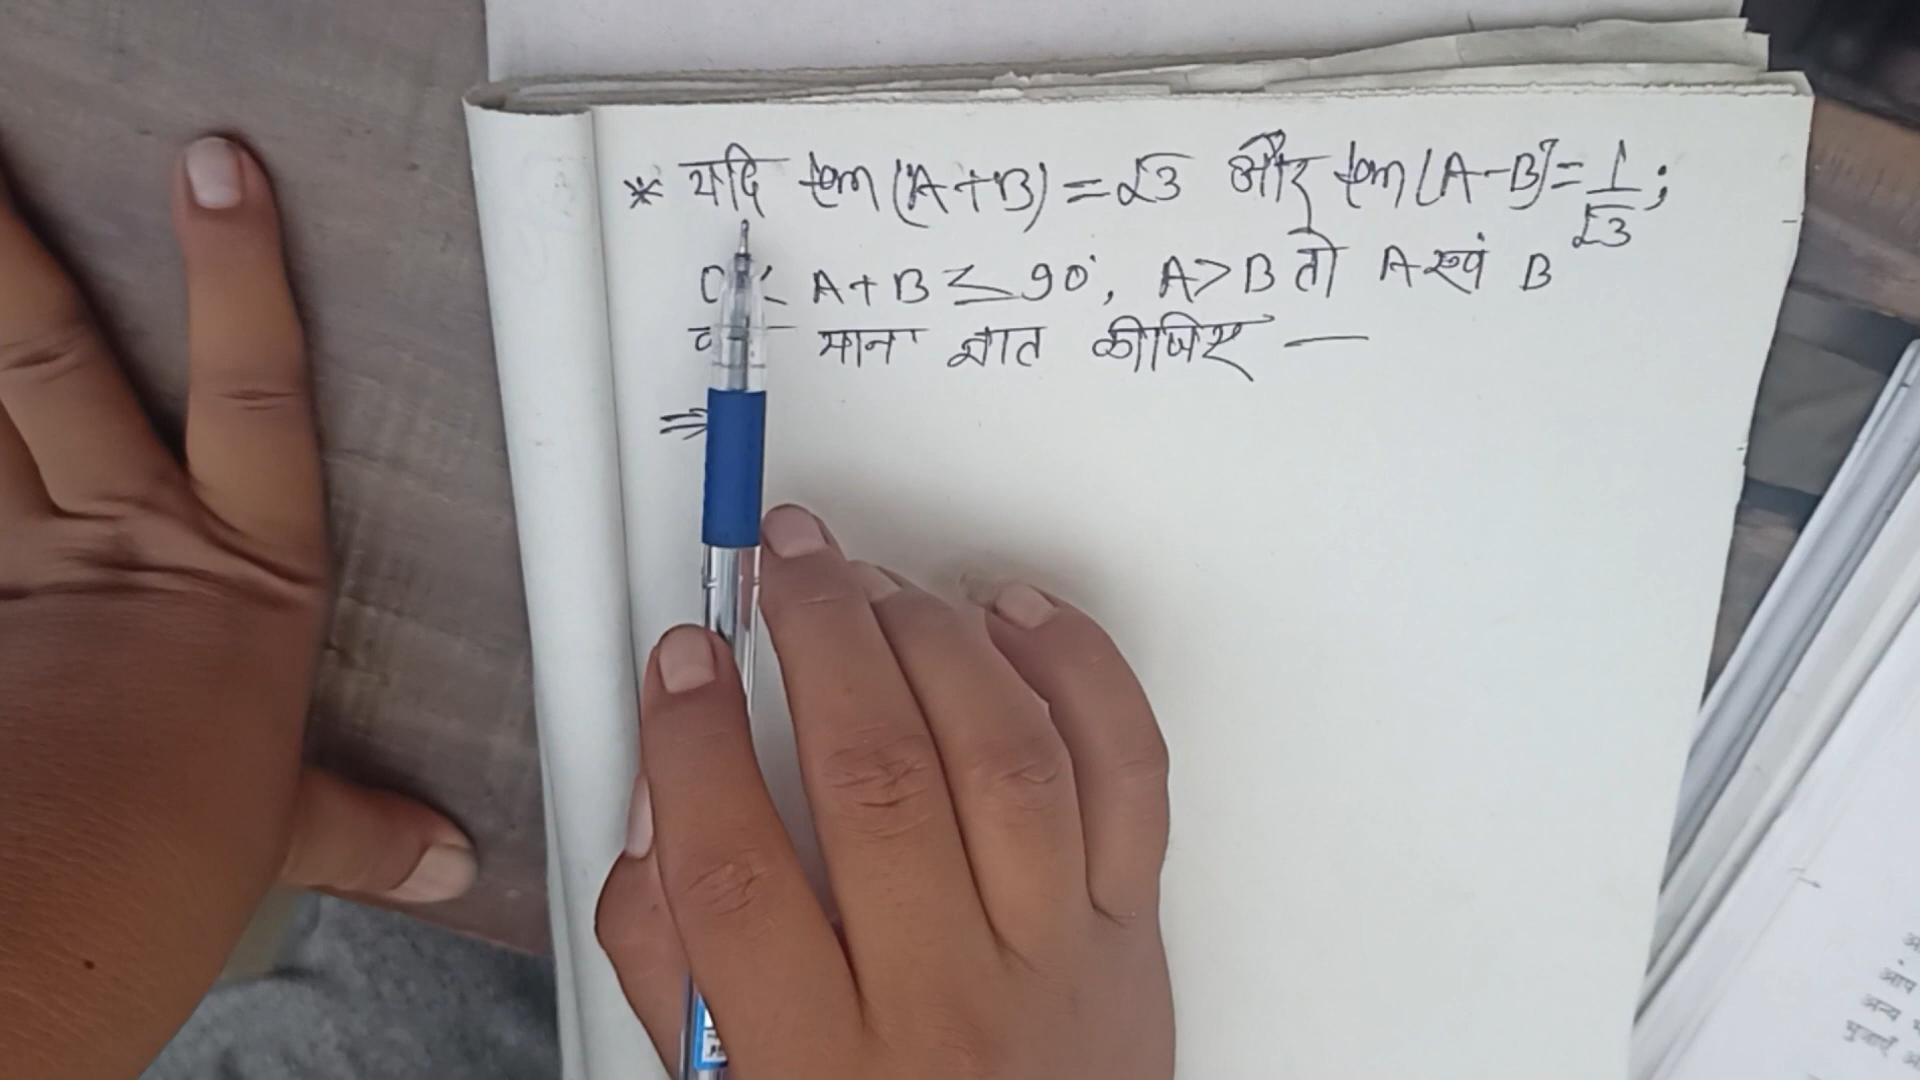 * यदि tan(A+B)=√3 और tan(A-B)=1/√3;
0 < A+B ≤ 90°, A>B तो A एवं B
मान ज्ञात कीजिए —
⇒